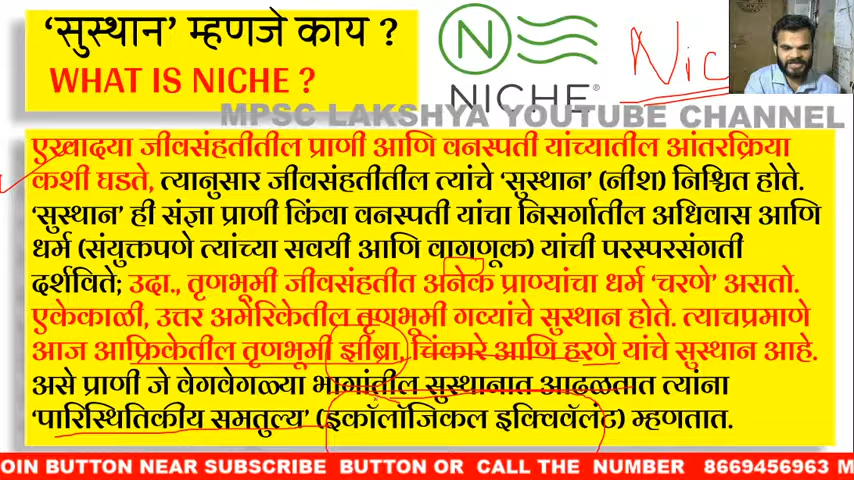 ‘सुस्थान’ म्हणजे काय ?
WHAT IS NICHE ?
N
NICHE®
Nic
MPSC LAKSHYA YOUTUBE CHANNEL
एखादया जीवसंहतीतील प्राणी आणि वनस्पती यांच्यातील आंतरक्रिया
कशी घडते, त्यानुसार जीवसंहतीतील त्यांचे ‘सुस्थान’ (नीश) निश्चित होते.
‘सुस्थान’ ही संज्ञा प्राणी किंवा वनस्पती यांचा निसर्गातील अधिवास आणि
धर्म (संयुक्तपणे त्यांच्या सवयी आणि वागणूक) यांची परस्परसंगती
दर्शविते; उदा., तृणभूमी जीवसंहतीत अनेक प्राण्यांचा धर्म ‘चरणे’ असतो.
एकेकाळी, उत्तर अमेरिकेतील तृणभूमी गव्यांचे सुस्थान होते. त्याचप्रमाणे
आज आफ्रिकेतील तृणभूमी झीब्रा, चिंकारे आणि हरणे यांचे सुस्थान आहे.
असे प्राणी जे वेगवेगळ्या भागांतील सुस्थानात आढळतात त्यांना
‘पारिस्थितिकीय समतुल्य’ (इकॉलॉजिकल इक्विवॅलंट) म्हणतात.
OIN BUTTON NEAR SUBSCRIBE BUTTON OR CALL THE NUMBER 8669456963 M